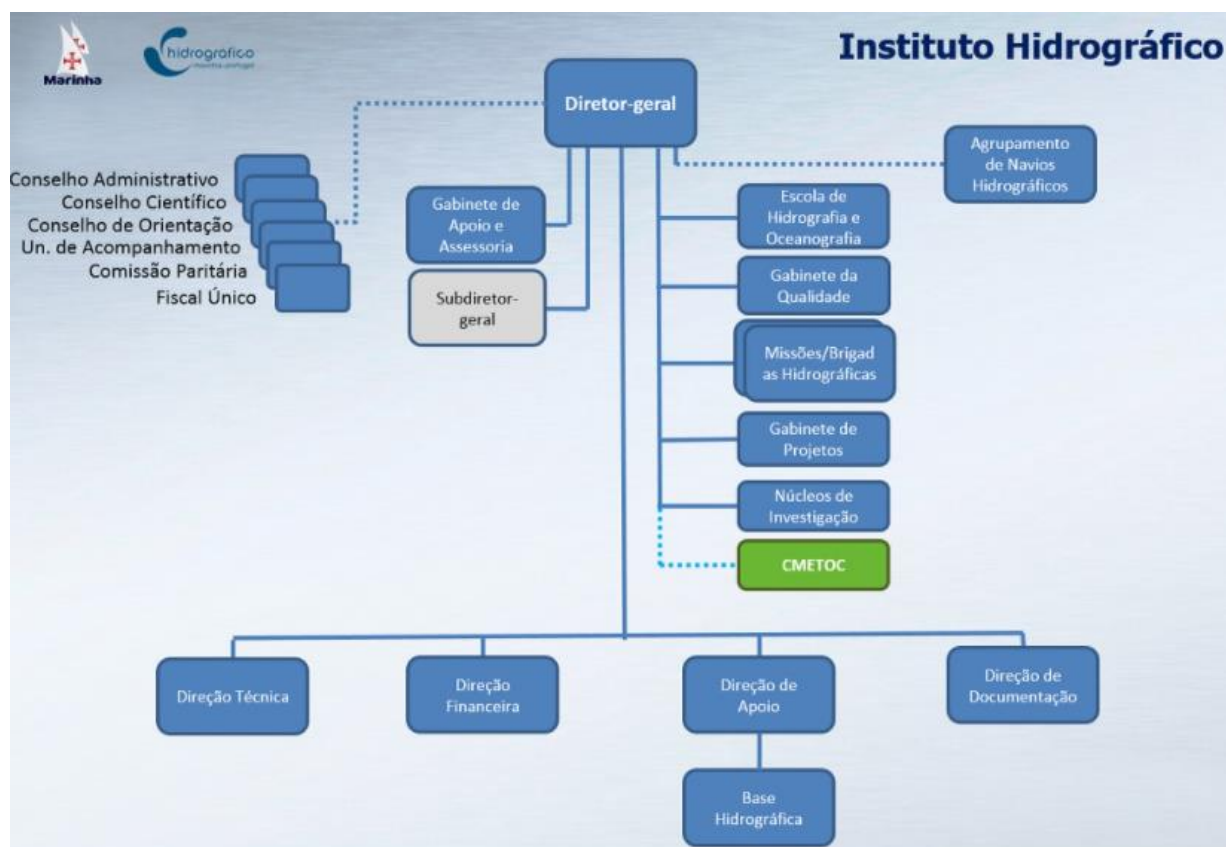 Instituto Hidrográfico
Marinha
hidrográfico
marinha portugal
Diretor-geral
Agrupamento
de Navios
Hidrográficos
Conselho Administrativo
Conselho Científico
Conselho de Orientação
Un. de Acompanhamento
Comissão Paritária
Fiscal Único
Gabinete de
Apoio e
Assessoria
Subdiretor-
geral
Escola de
Hidrografia e
Oceanografia
Gabinete da
Qualidade
Missões/Brigad
as Hidrográficas
Gabinete de
Projetos
Núcleos de
Investigação
CMETOC
Direção Técnica
Direção
Financeira
Direção de
Apoio
Direção de
Documentação
Base
Hidrográfica